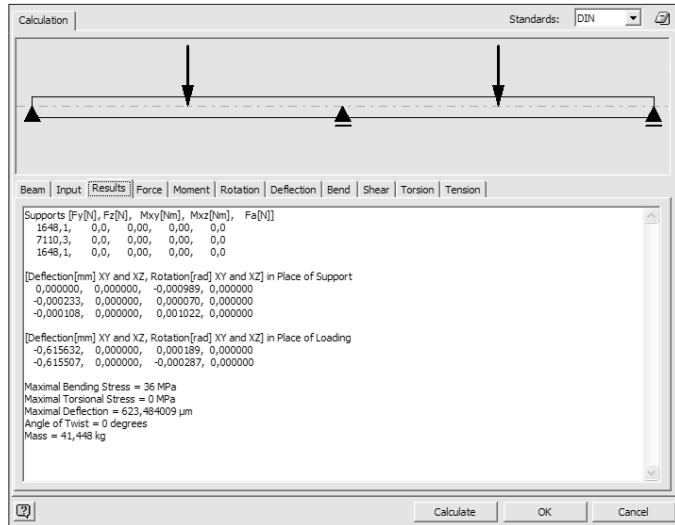 Calculation
Standards: DIN
Beam Input Results Force Moment Rotation Deflection Bend Shear Torsion Tension
Supports [Fy[N], Fz[N], Mxy[Nm], Mxz[Nm], Fa[N]]
1648,1, 0,0, 0,00, 0,00, 0,0
7110,3, 0,0, 0,00, 0,00, 0,0
1648,1, 0,0, 0,00, 0,00, 0,0
[Deflection[mm] XY and XZ, Rotation[rad] XY and XZ] in Place of Support
0,000000, 0,000000, -0,000989, 0,000000
-0,000233, 0,000000, 0,000070, 0,000000
-0,000108, 0,000000, 0,001022, 0,000000
[Deflection[mm] XY and XZ, Rotation[rad] XY and XZ] in Place of Loading
-0,615632, 0,000000, 0,000189, 0,000000
-0,615507, 0,000000, -0,000287, 0,000000
Maximal Bending Stress = 36 MPa
Maximal Torsional Stress = 0 MPa
Maximal Deflection = 623,484009 µm
Angle of Twist = 0 degrees
Mass = 41,448 kg
? Calculate OK Cancel